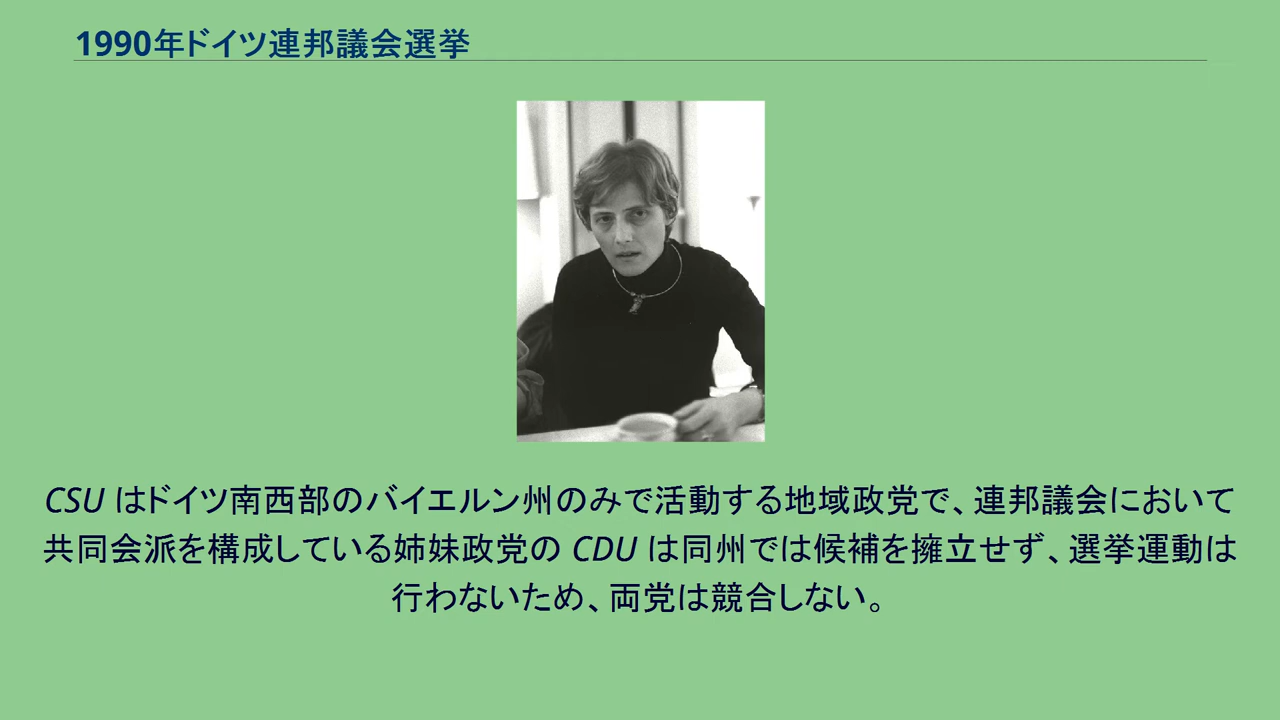 1990年ドイツ連邦議会選挙
CSU はドイツ南西部のバイエルン州のみで活動する地域政党で、連邦議会において
共同会派を構成している姉妹政党の CDU は同州では候補を擁立せず、選挙運動は
行わないため、両党は競合しない。